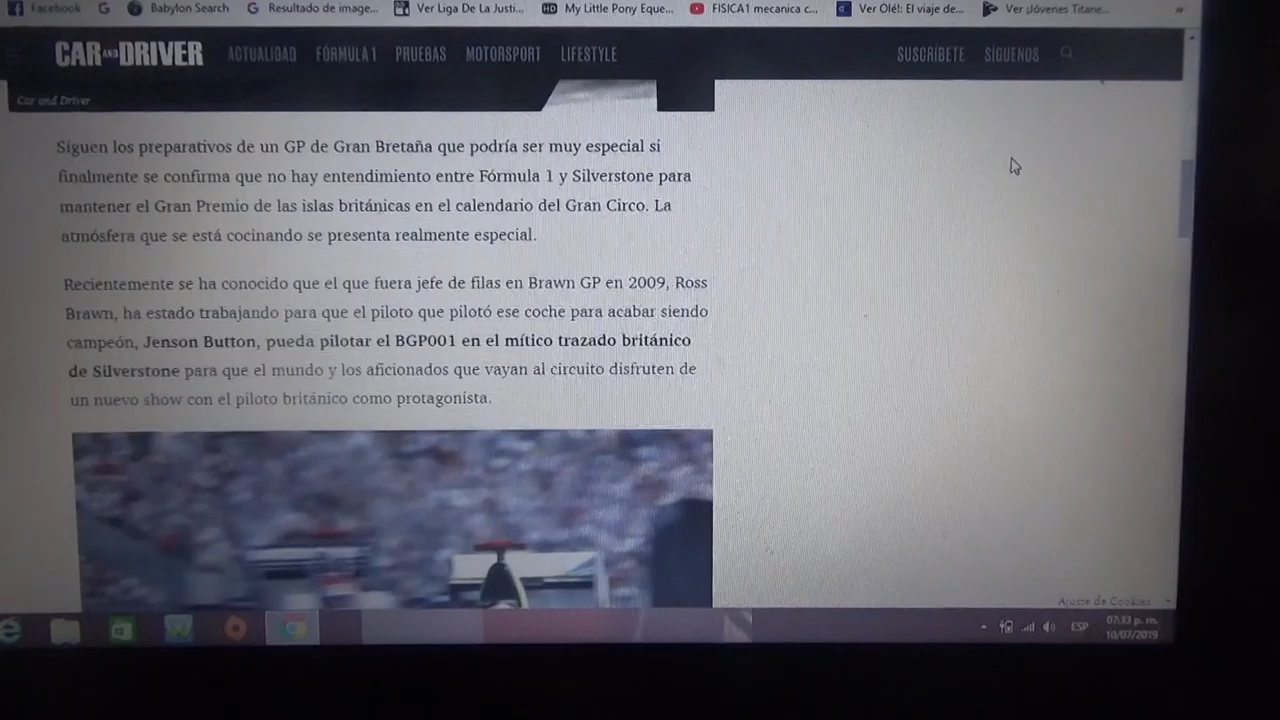 Facebook
Babylon Search
Resultado de image...
Ver Liga De La Justi...
HD My Little Pony Eque...
FISICA1 mecanica c...
Ver Olé!: El viaje de...
Ver ¡Jóvenes Titane...
»
CAR AND DRIVER
ACTUALIDAD
FÓRMULA 1
PRUEBAS
MOTORSPORT
LIFESTYLE
SUSCRÍBETE
SÍGUENOS
Car and Driver
Siguen los preparativos de un GP de Gran Bretaña que podría ser muy especial si
finalmente se confirma que no hay entendimiento entre Fórmula 1 y Silverstone para
mantener el Gran Premio de las islas británicas en el calendario del Gran Circo. La
atmósfera que se está cocinando se presenta realmente especial.
Recientemente se ha conocido que el que fuera jefe de filas en Brawn GP en 2009, Ross
Brawn, ha estado trabajando para que el piloto que pilotó ese coche para acabar siendo
campeón, Jenson Button, pueda pilotar el BGP001 en el mítico trazado británico
de Silverstone para que el mundo y los aficionados que vayan al circuito disfruten de
un nuevo show con el piloto británico como protagonista.
Ajuste de Cookies
ESP
07:33 p. m.
10/07/2019